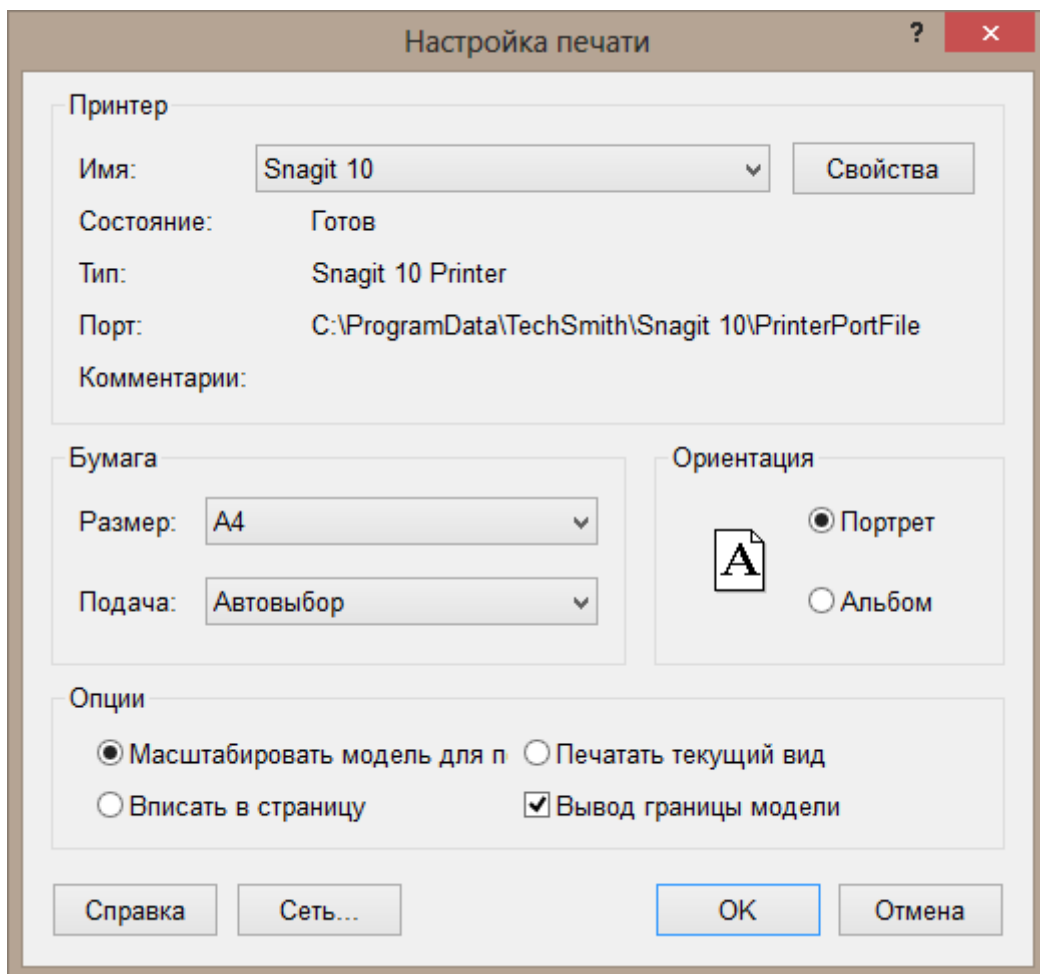 Настройка печати
?
Принтер
Имя: Snagit 10 Свойства
Состояние: Готов
Тип: Snagit 10 Printer
Порт: C:\ProgramData\TechSmith\Snagit 10\PrinterPortFile
Комментарии:
Бумага
Размер: A4
Подача: Автовыбор
Ориентация
A
Портрет
Альбом
Опции
Масштабировать модель для Печатать текущий вид
Вписать в страницу Вывод границы модели
Справка Сеть... OK Отмена